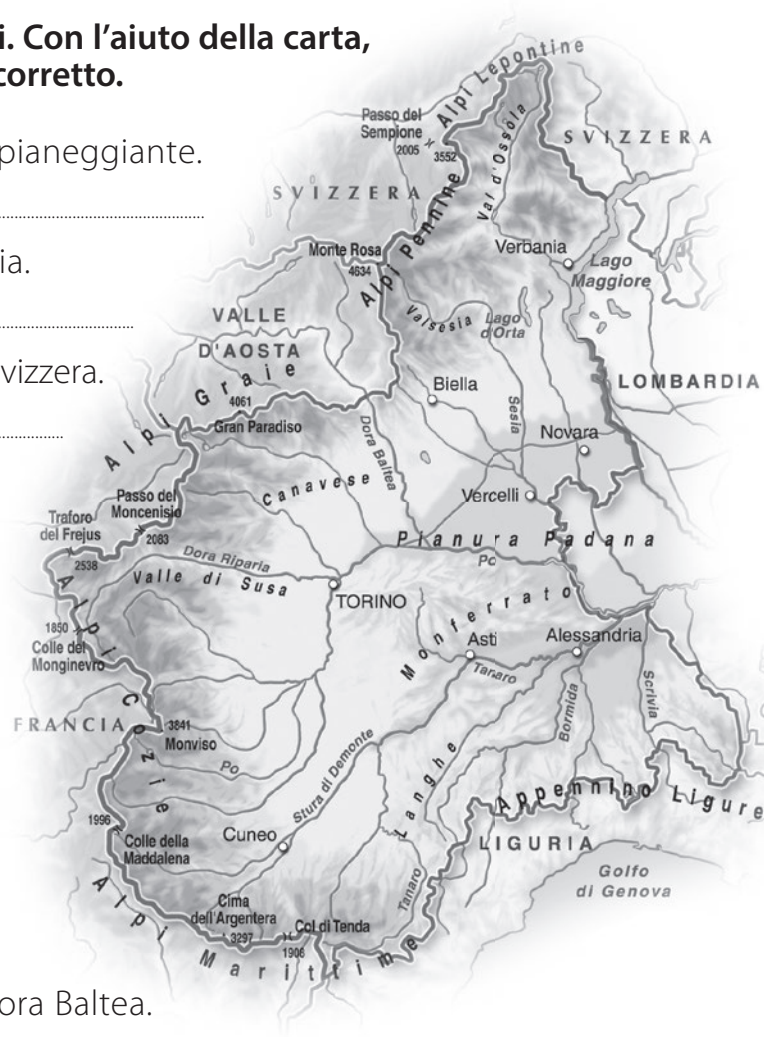 i. Con l'aiuto della carta,
corretto.
pianeggiante.
ia.
vizzera.
Alpi Lepontine
Passo del
Sempione
2005
3552
SVIZZERA
Val d'Ossola
SVIZZERA
Alpi Pennine
Verbania
Lago
Maggiore
Monte Rosa
4634
VALLE
D'AOSTA
Valsesia
Lago
d'Orta
Alpi Graie
4061
Gran Paradiso
Biella
LOMBARDIA
Sesia
Novara
Dora Baltea
Canavese
Vercelli
Passo del
Moncenisio
2083
Traforo
del Frejus
2538
Pianura Padana
Po
Dora Riparia
Valle di Susa
TORINO
Monferrato
Alpi Cozie
1850
Colle del
Monginevro
Asti
Alessandria
Tanaro
Bormida
Scrivia
FRANCIA
3841
Monviso
Po
Stura di Demonte
Langhe
Appennino Ligure
1996
Colle della
Maddalena
Cuneo
LIGURIA
Golfo
di Genova
Tanaro
Cima
dell'Argentera
3297
Col di Tenda
1908
Alpi Marittime
ora Baltea.